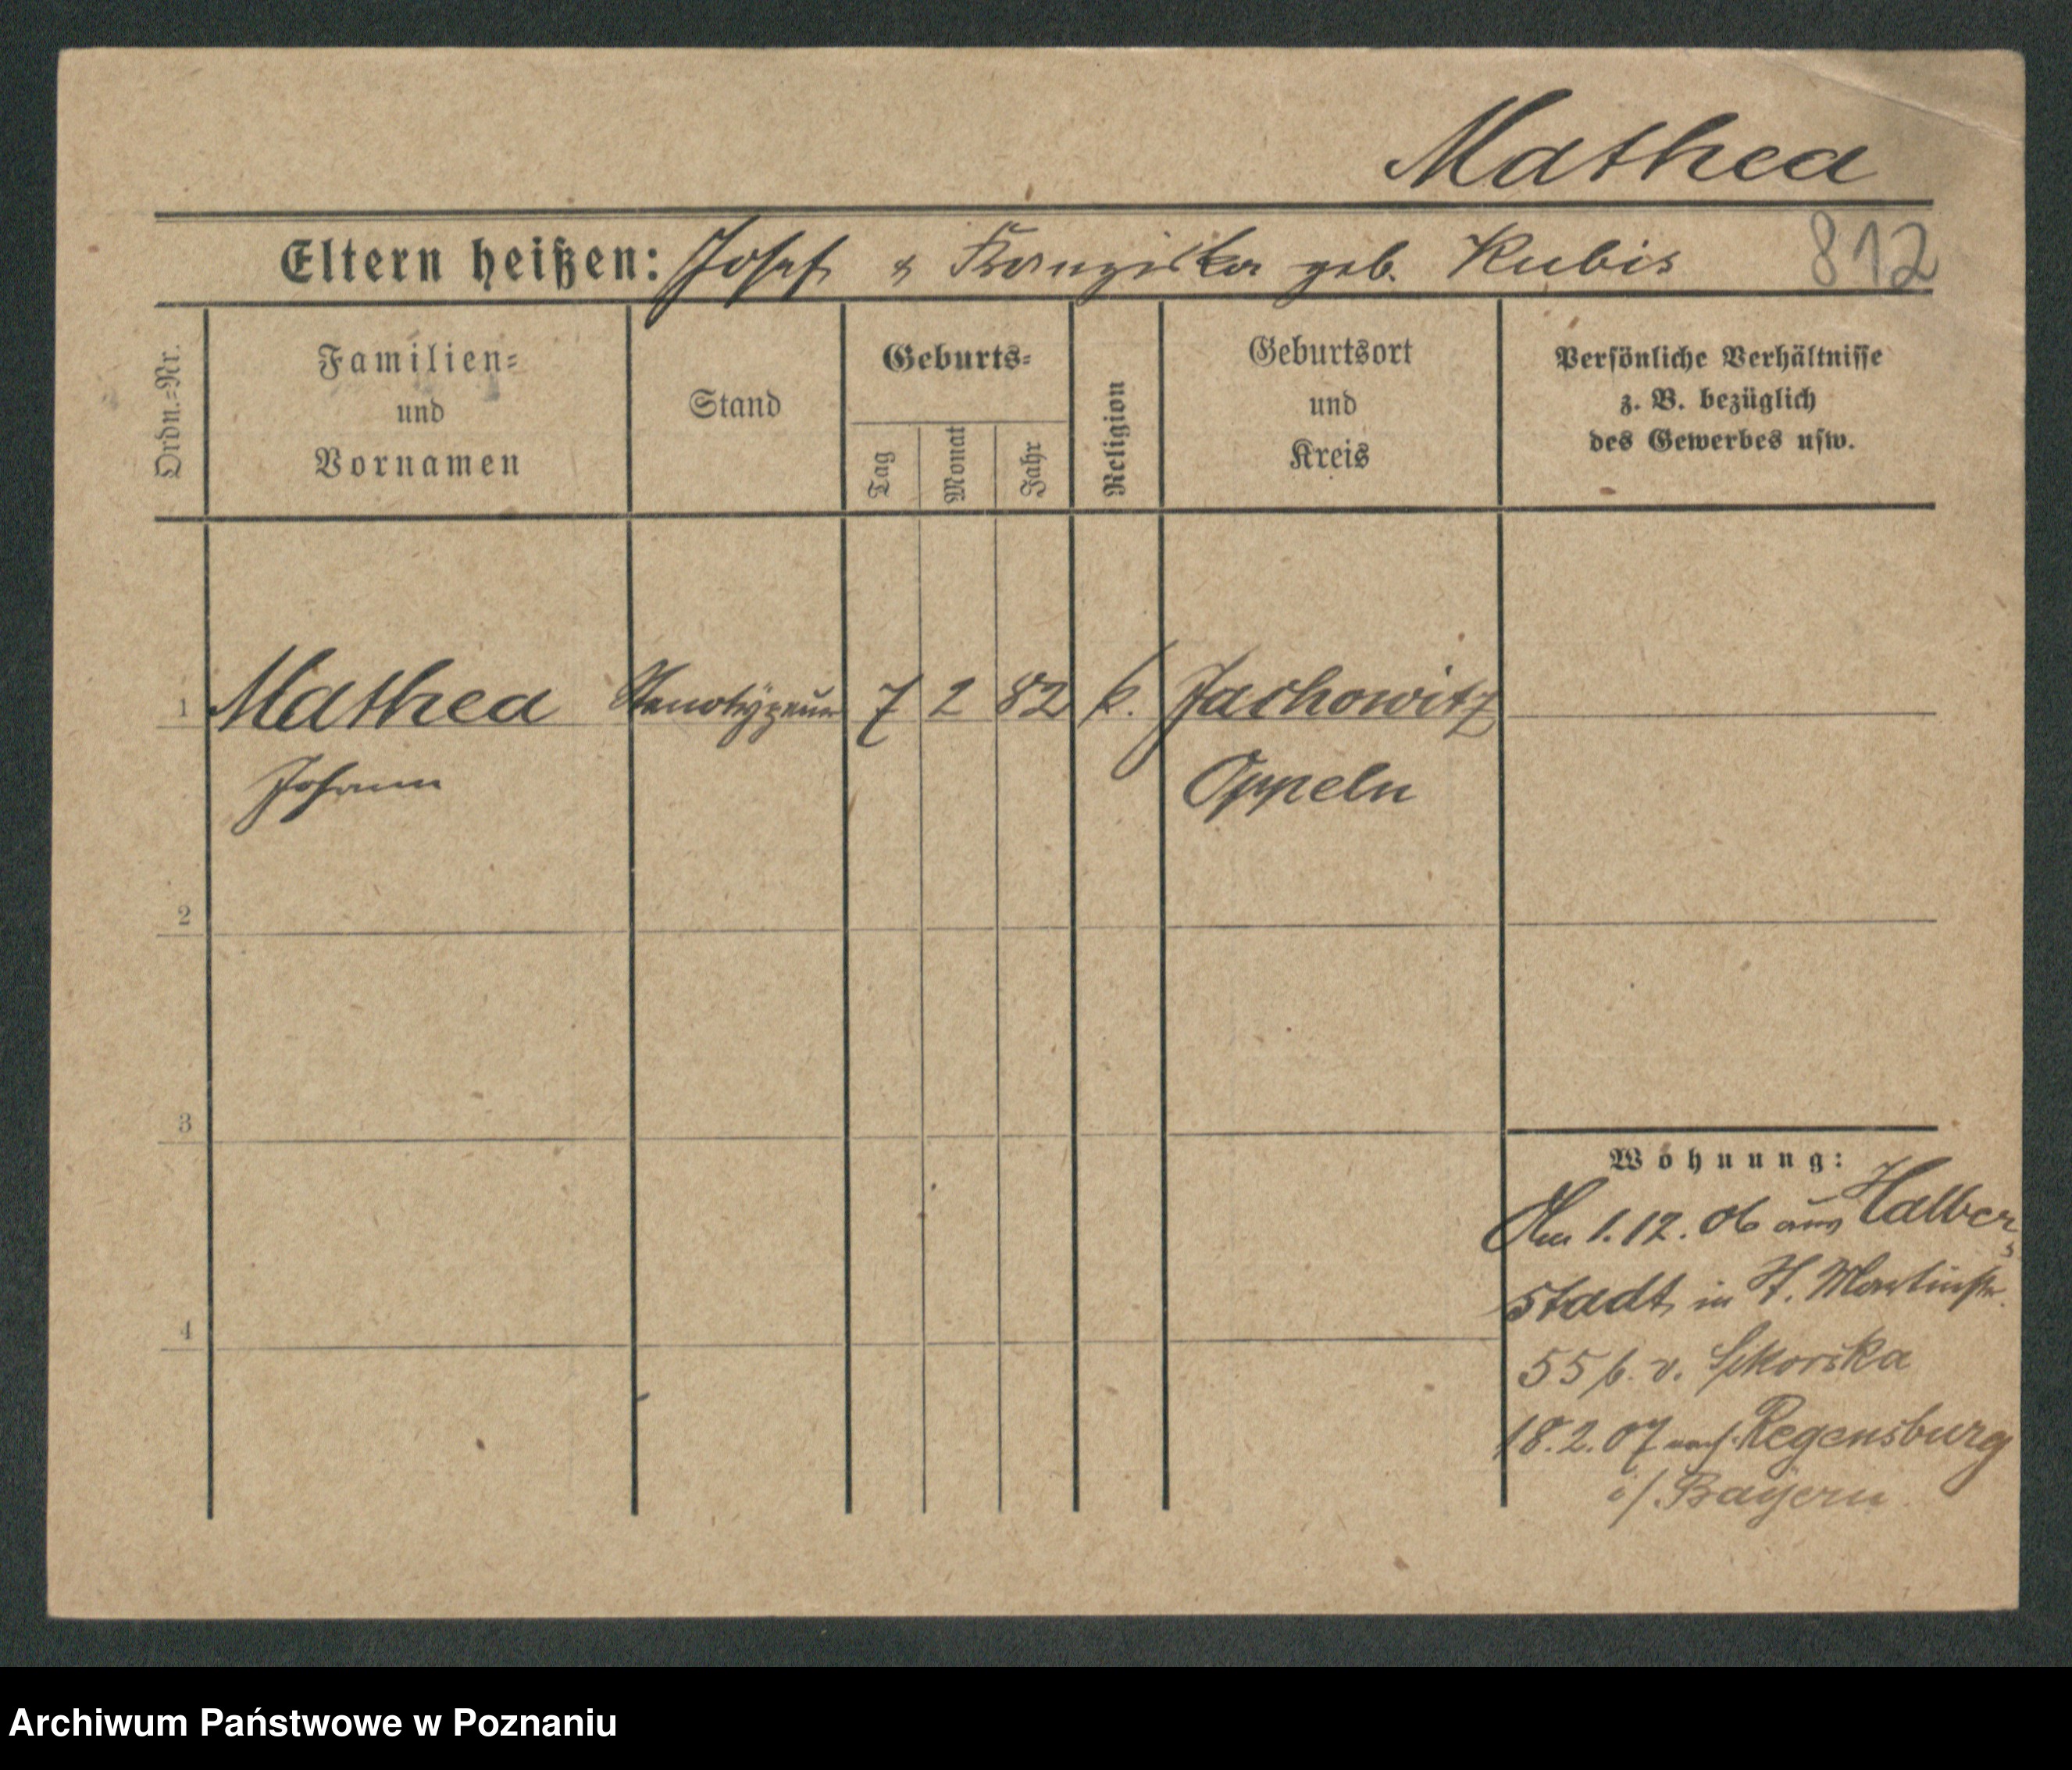 Mathea
Eltern heißen: Josef & Franziska geb. Kubis 812
Ordn.=Nr.
Familien=
und
Vornamen
Stand
Geburts=
Tag
Monat
Jahr
Religion
Geburtsort
und
Kreis
Persönliche Verhältnisse
z. B. bezüglich
des Gewerbes usw.
1 Mathea 7 2 82 k. Jachowitz
Johann Oppeln
2
3
4
Wohnung:
Am 1.12.06 aus Halber=
stadt in St. Martinstr.
55 b. v. Sikorska
18.2.07 nach Regensburg
i/ Bayern
Archiwum Państwowe w Poznaniu